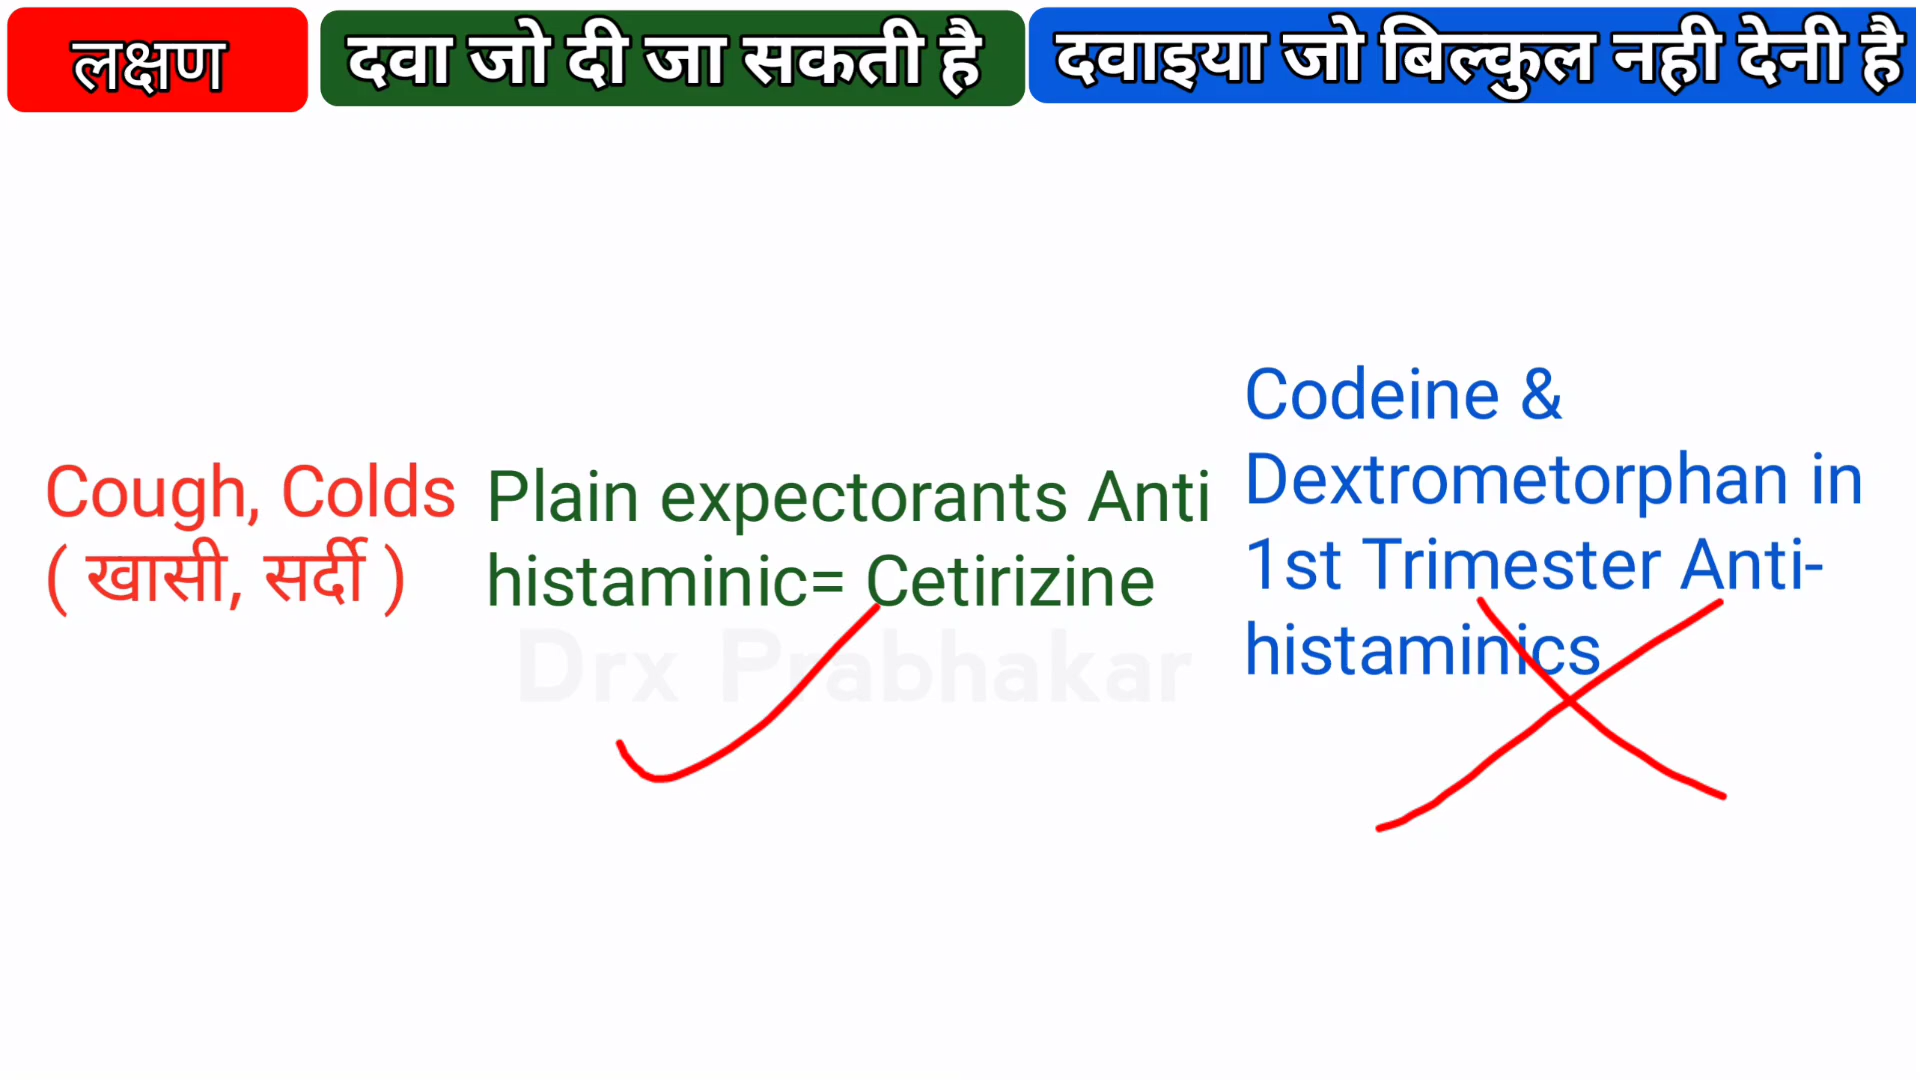 लक्षण
दवा जो दी जा सकती है
दवाइया जो बिल्कुल नही देनी है
Cough, Colds
( खासी, सर्दी )
Plain expectorants Anti
histaminic= Cetirizine
Codeine &
Dextrometorphan in
1st Trimester Anti-
histaminics
Drx Prabhakar